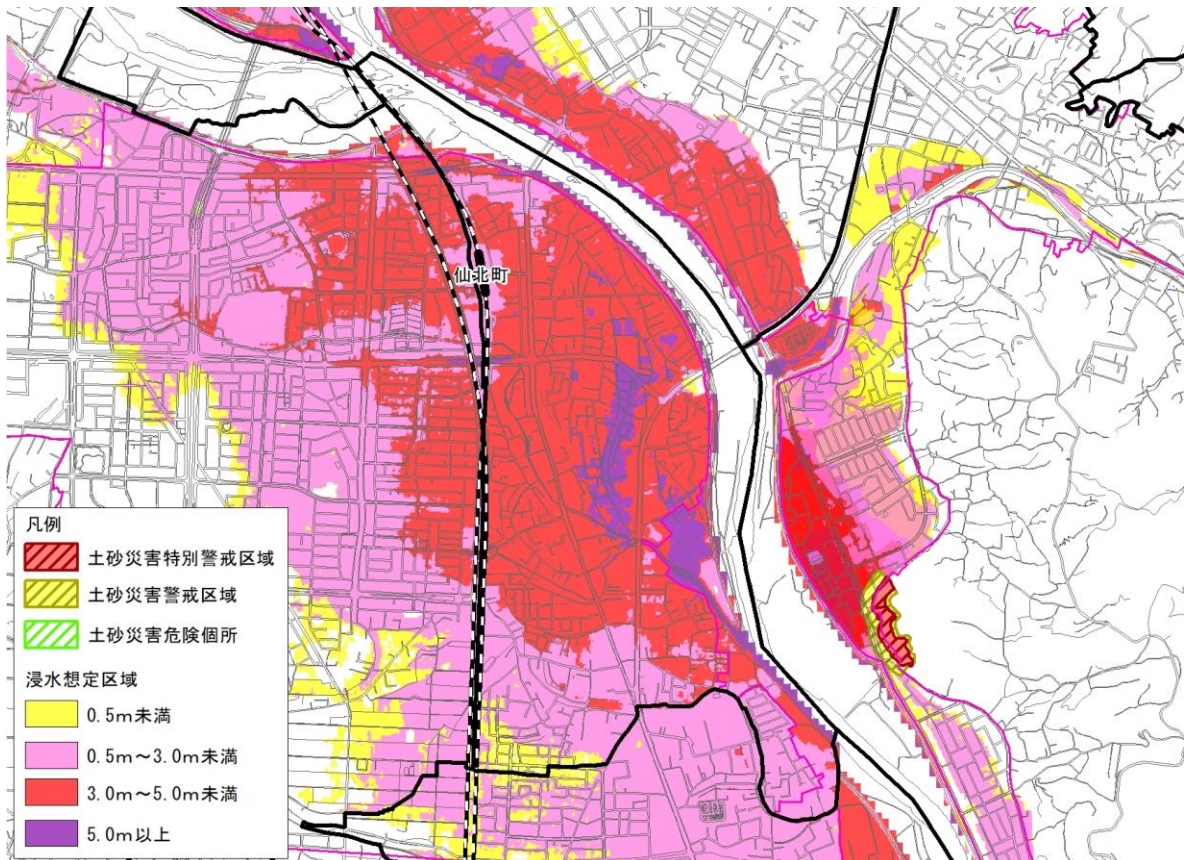 仙北町
凡例
土砂災害特別警戒区域
土砂災害警戒区域
土砂災害危険個所
浸水想定区域
0.5m未満
0.5m～3.0m未満
3.0m～5.0m未満
5.0m以上